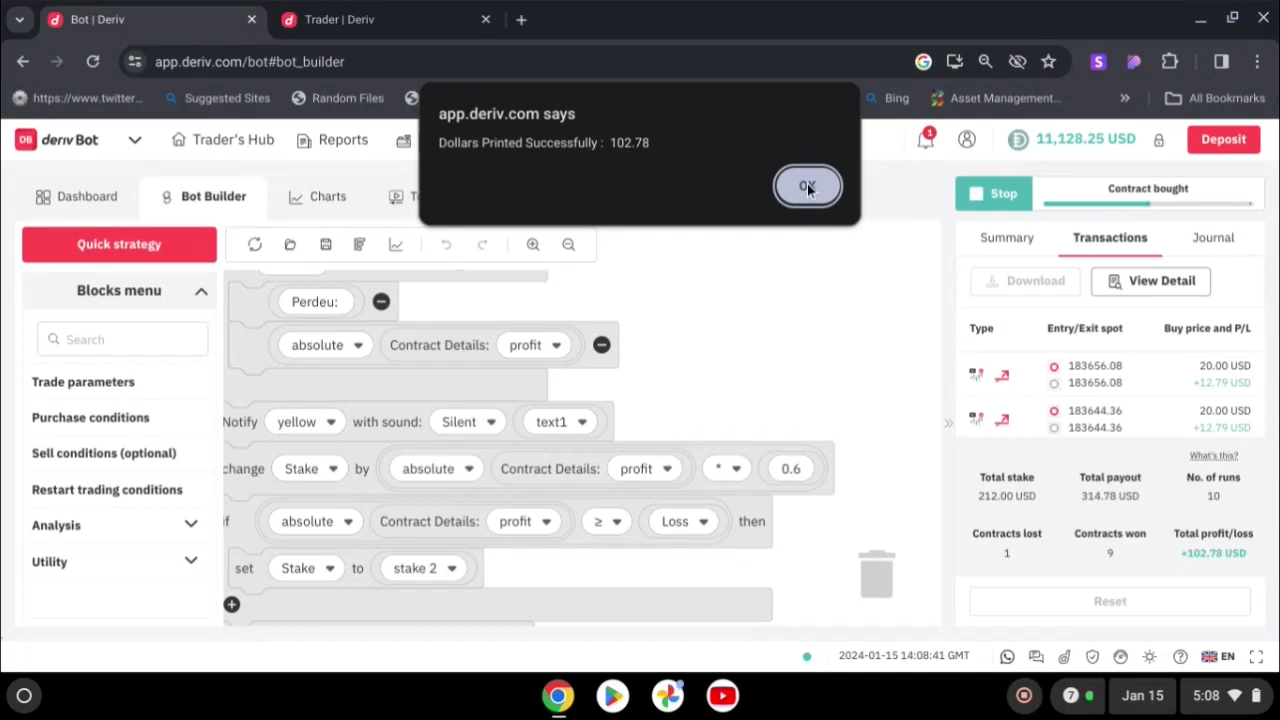 Bot | Deriv
Trader | Deriv
app.deriv.com/bot#bot_builder
https://www.twitter...
Suggested Sites
Random Files
Bing
Asset Management...
All Bookmarks
app.deriv.com says
Dollars Printed Successfully : 102.78
DB deriv Bot
Trader's Hub
Reports
1
11,128.25 USD
Deposit
Dashboard
Bot Builder
Charts
Stop
Contract bought
Quick strategy
Summary
Transactions
Journal
Blocks menu
Search
Trade parameters
Purchase conditions
Sell conditions (optional)
Restart trading conditions
Analysis
Utility
Perdeu:
absolute Contract Details: profit
Notify yellow with sound: Silent text1
change Stake by absolute Contract Details: profit * 0.6
if absolute Contract Details: profit ≥ Loss then
set Stake to stake 2
Download
View Detail
Type Entry/Exit spot Buy price and P/L
183656.08 20.00 USD
183656.08 +12.79 USD
183644.36 20.00 USD
183644.36 +12.79 USD
What's this?
Total stake Total payout No. of runs
212.00 USD 314.78 USD 10
Contracts lost Contracts won Total profit/loss
1 9 +102.78 USD
Reset
2024-01-15 14:08:41 GMT
EN
7
Jan 15
5:08